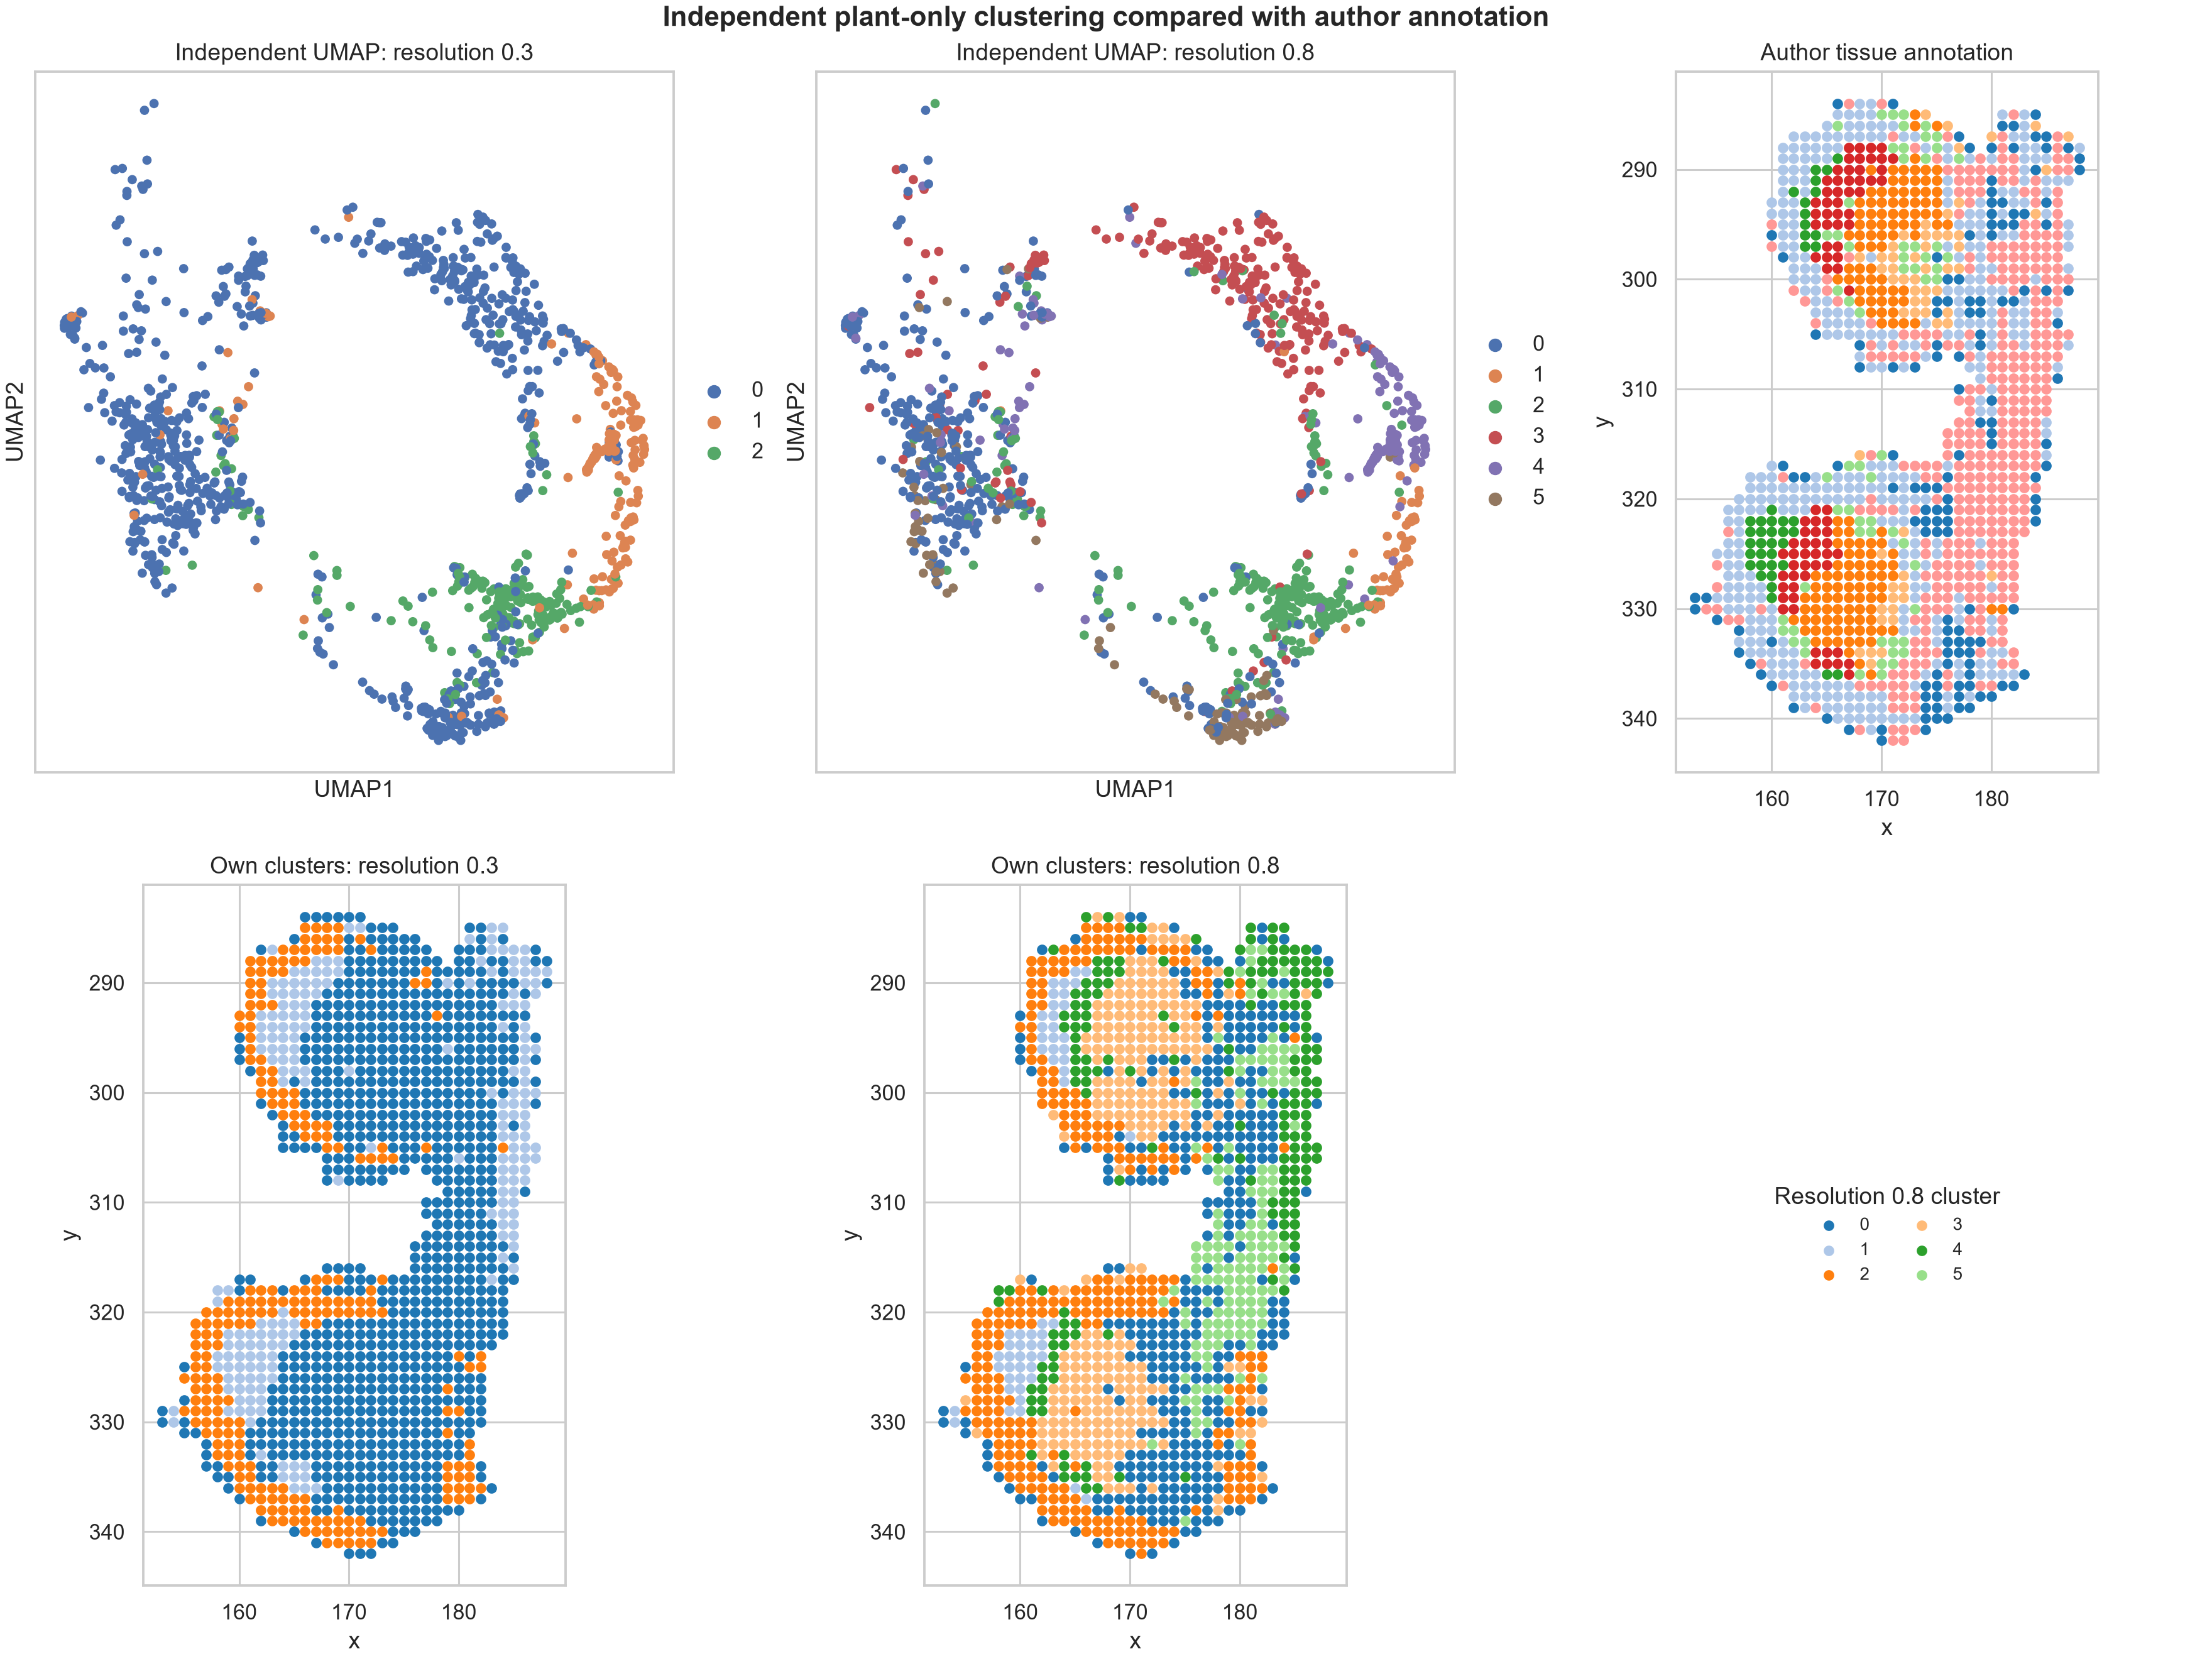 Independent plant-only clustering compared with author annotation
Independent UMAP: resolution 0.3
UMAP2
UMAP1
0
1
2
Independent UMAP: resolution 0.8
UMAP2
UMAP1
0
1
2
3
4
5
Author tissue annotation
y
290
300
310
320
330
340
160 170 180
x
Own clusters: resolution 0.3
y
290
300
310
320
330
340
160 170 180
x
Own clusters: resolution 0.8
y
290
300
310
320
330
340
160 170 180
x
Resolution 0.8 cluster
0 3
1 4
2 5